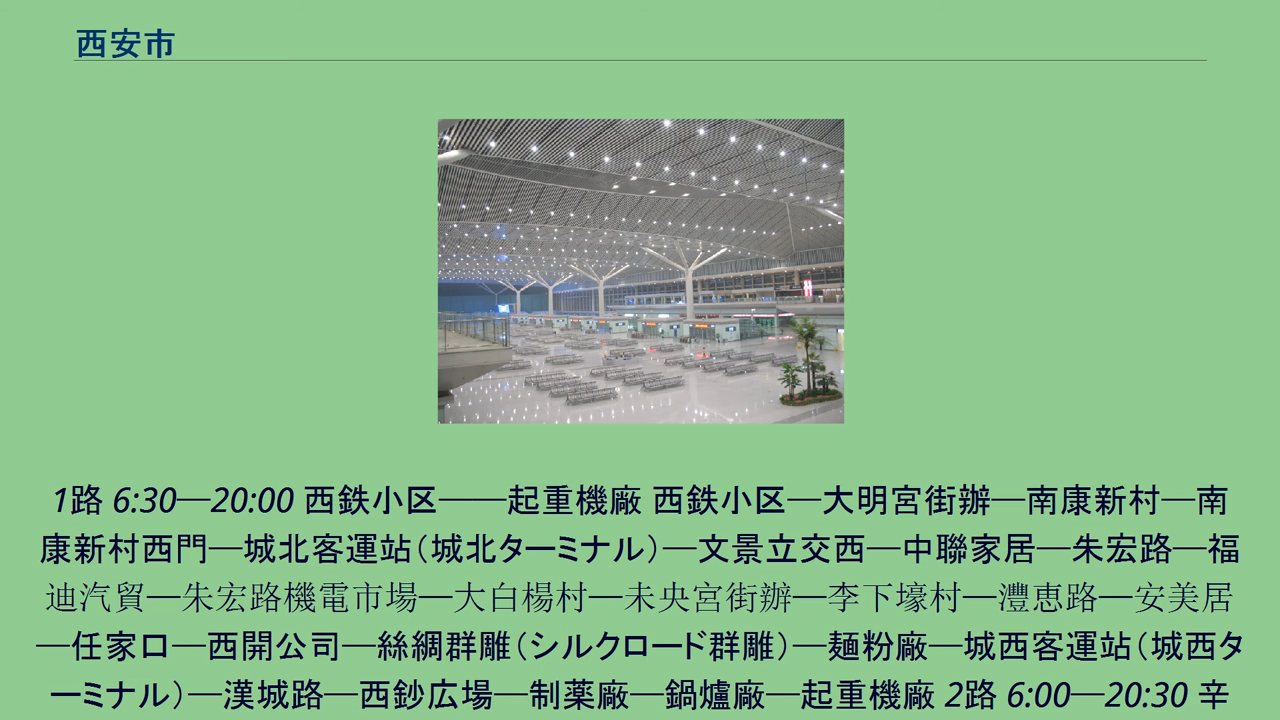 西安市
1路 6:30—20:00 西鉄小区——起重機廠 西鉄小区—大明宮街辦—南康新村—南
康新村西門—城北客運站（城北ターミナル）—文景立交西—中聯家居—朱宏路—福
迪汽貿—朱宏路機電市場—大白楊村—未央宮街辦—李下壕村—灃恵路—安美居
—任家口—西開公司—絲綢群雕（シルクロード群雕）—麺粉廠—城西客運站（城西タ
ーミナル）—漢城路—西鈔広場—制薬廠—鍋爐廠—起重機廠 2路 6:00—20:30 辛